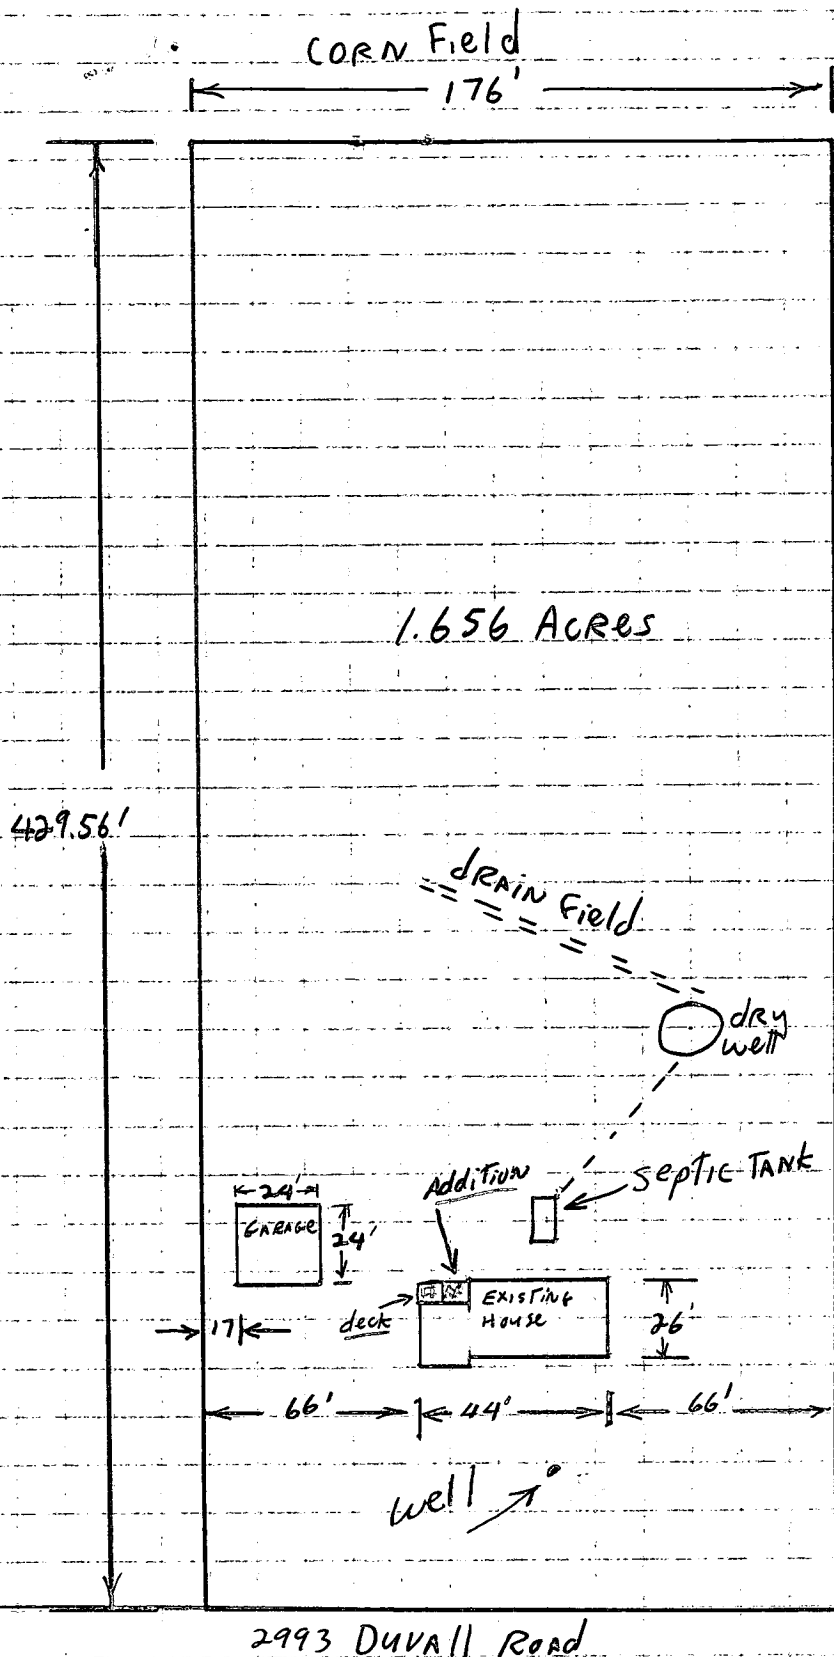 CORN Field
176'
1.656 ACRes
429.56'
dRAIN Field
dRy
well
Addition
SePtic TANK
24'
GARAGE
24'
deck
EXISTING
House
26'
17
66'
44'
66'
well
2993 DUVAll ROAD